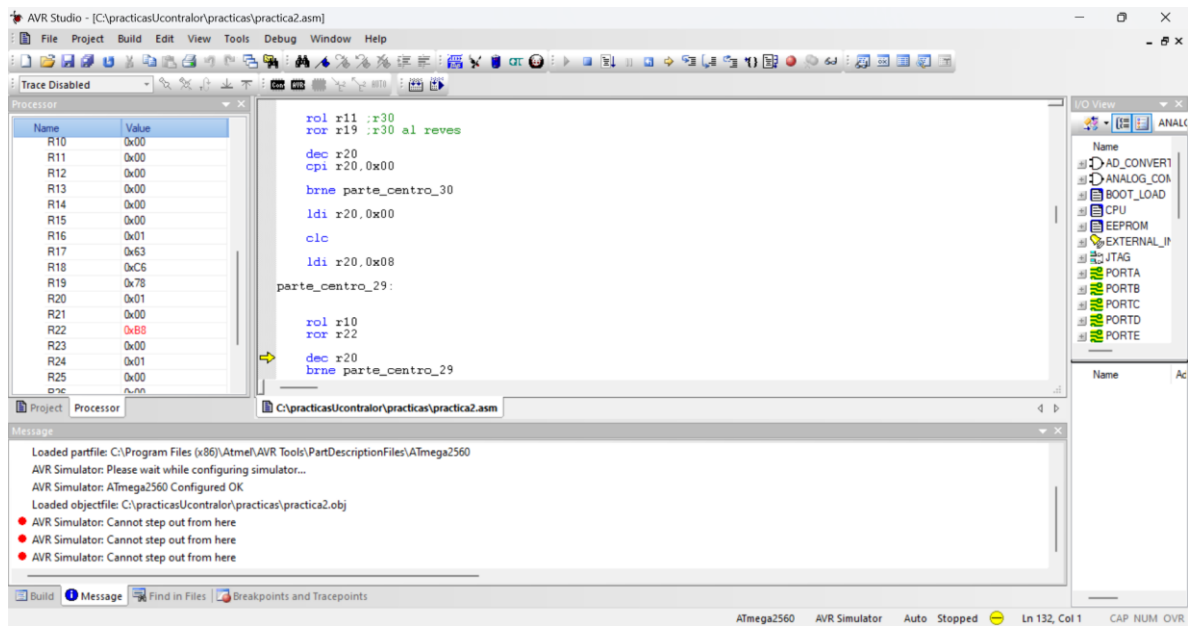 AVR Studio - [C:\practicasUcontralor\practicas\practica2.asm]
File Project Build Edit View Tools Debug Window Help
Trace Disabled
Processor
Name Value
R10 0x00
R11 0x00
R12 0x00
R13 0x00
R14 0x00
R15 0x00
R16 0x01
R17 0x63
R18 0xC6
R19 0x78
R20 0x01
R21 0x00
R22 0xB8
R23 0x00
R24 0x01
R25 0x00
R26 0x00
Project Processor
rol r11 ;r30
ror r19 ;r30 al reves
dec r20
cpi r20,0x00
brne parte_centro_30
ldi r20,0x00
clc
ldi r20,0x08
parte_centro_29:
rol r10
ror r22
dec r20
brne parte_centro_29
C:\practicasUcontralor\practicas\practica2.asm
I/O View
ANALO
Name
AD_CONVERT
ANALOG_COM
BOOT_LOAD
CPU
EEPROM
EXTERNAL_IN
JTAG
PORTA
PORTB
PORTC
PORTD
PORTE
Name Ac
Message
Loaded partfile: C:\Program Files (x86)\Atmel\AVR Tools\PartDescriptionFiles\ATmega2560
AVR Simulator: Please wait while configuring simulator...
AVR Simulator: ATmega2560 Configured OK
Loaded objectfile: C:\practicasUcontralor\practicas\practica2.obj
AVR Simulator: Cannot step out from here
AVR Simulator: Cannot step out from here
AVR Simulator: Cannot step out from here
Build Message Find in Files Breakpoints and Tracepoints
ATmega2560 AVR Simulator Auto Stopped Ln 132, Col 1 CAP NUM OVR